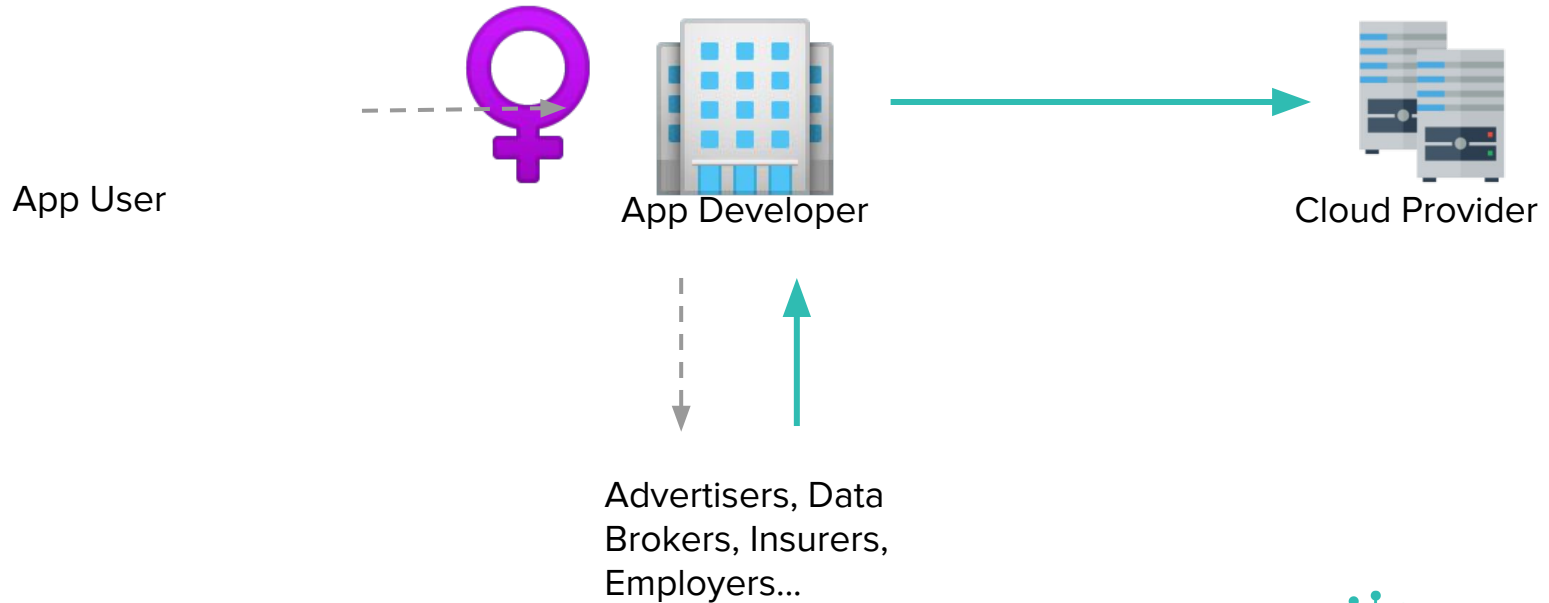 App User
App Developer
Cloud Provider
Advertisers, Data
Brokers, Insurers,
Employers...